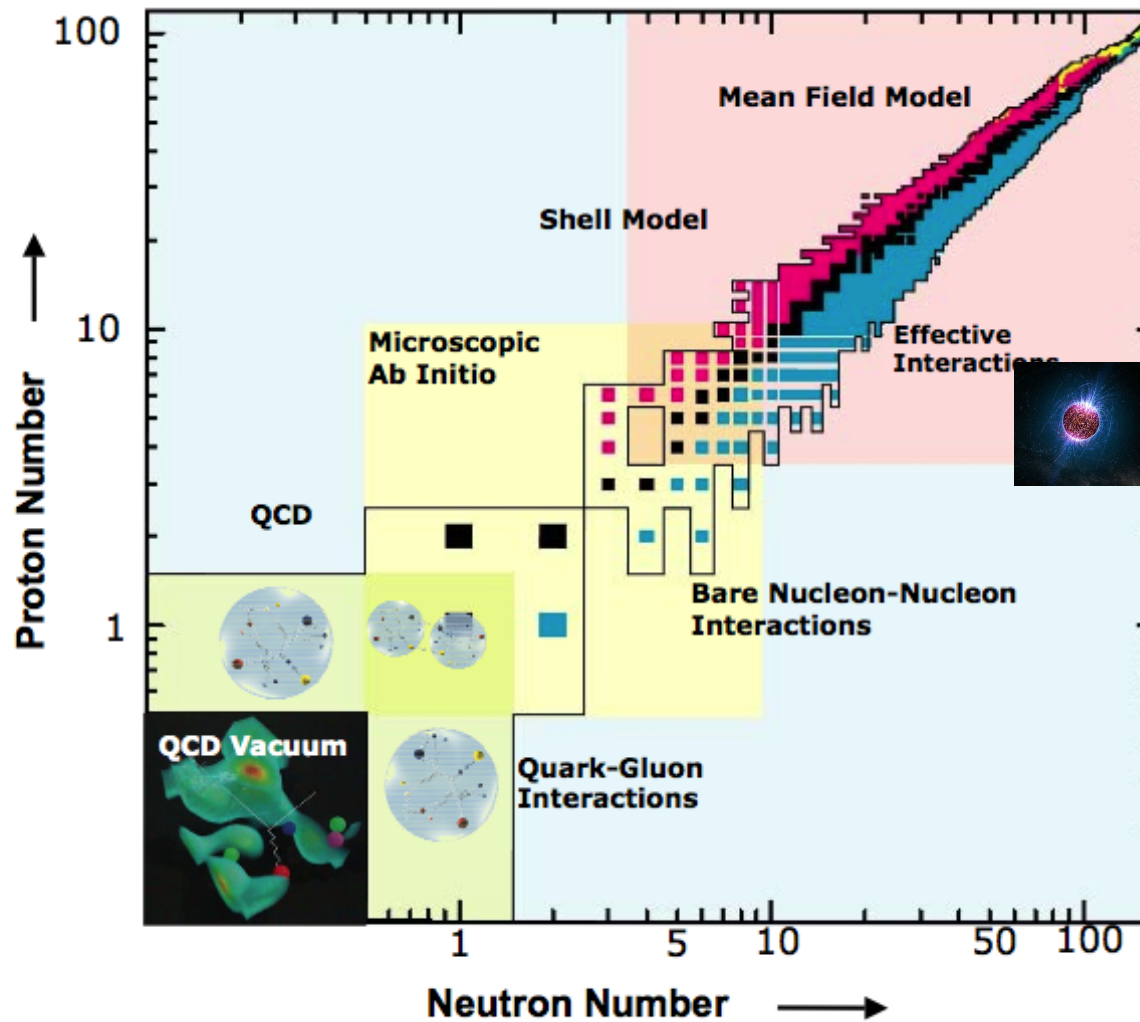 100
Mean Field Model
Shell Model
10
Microscopic
Ab Initio
Effective
Interactions
QCD
Bare Nucleon-Nucleon
Interactions
1
QCD Vacuum
Quark-Gluon
Interactions
1
5
10
50
100
Proton Number
Neutron Number